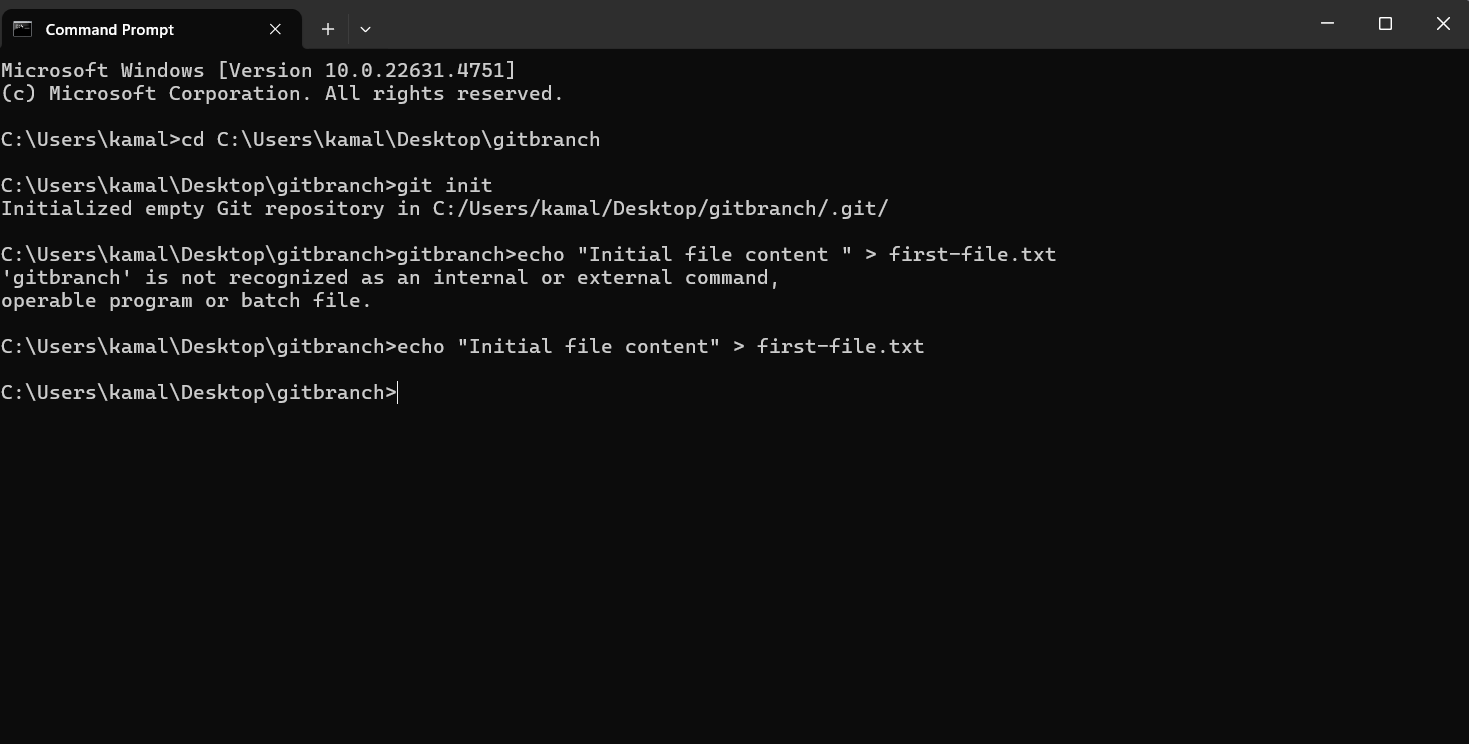 Command Prompt
Microsoft Windows [Version 10.0.22631.4751]
(c) Microsoft Corporation. All rights reserved.
C:\Users\kamal>cd C:\Users\kamal\Desktop\gitbranch
C:\Users\kamal\Desktop\gitbranch>git init
Initialized empty Git repository in C:/Users/kamal/Desktop/gitbranch/.git/
C:\Users\kamal\Desktop\gitbranch>gitbranch>echo "Initial file content " > first-file.txt
'gitbranch' is not recognized as an internal or external command,
operable program or batch file.
C:\Users\kamal\Desktop\gitbranch>echo "Initial file content" > first-file.txt
C:\Users\kamal\Desktop\gitbranch>